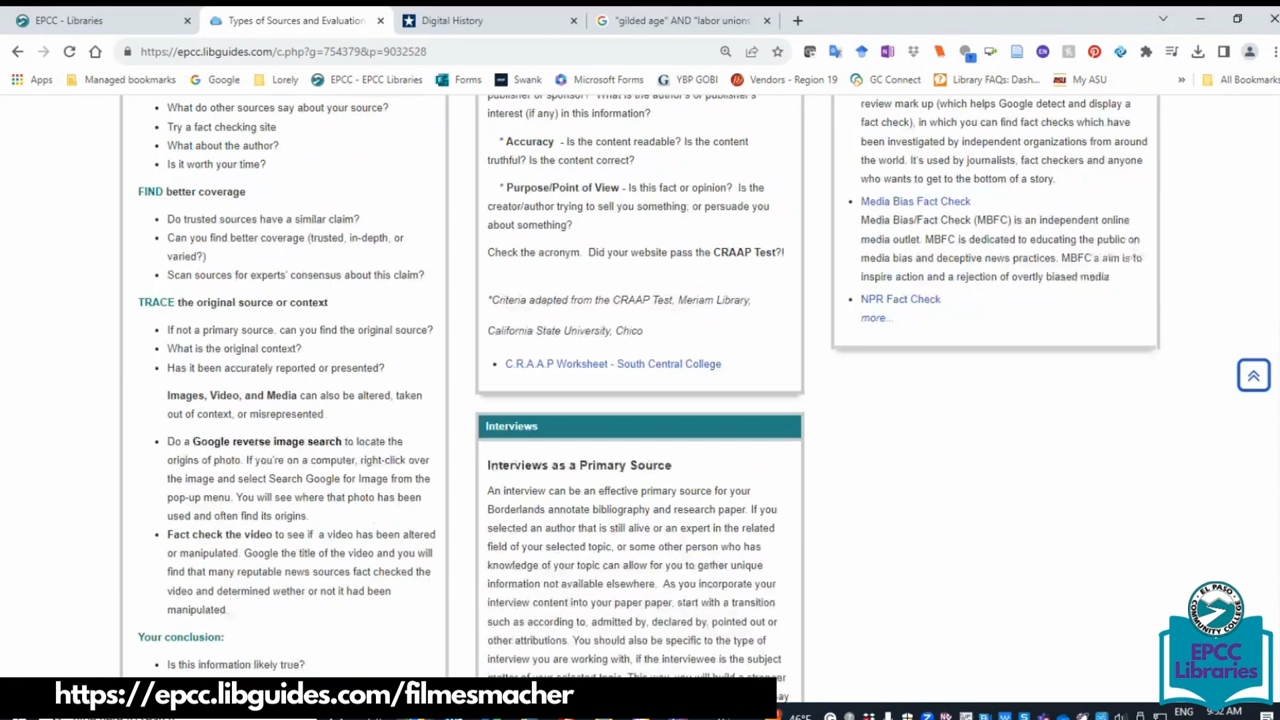 EPCC - Libraries
Types of Sources and Evaluation
Digital History
"gilded age" AND "labor unions
https://epcc.libguides.com/c.php?g=754379&p=9032528
Apps
Managed bookmarks
Google
Lorely
EPCC - EPCC Libraries
Forms
Swank
Microsoft Forms
YBP GOBI
Vendors - Region 19
GC Connect
Library FAQs: Dash...
My ASU
»
All Bookmarks
• What do other sources say about your source?
• Try a fact checking site
• What about the author?
• Is it worth your time?
FIND better coverage
• Do trusted sources have a similar claim?
• Can you find better coverage (trusted, in-depth, or
varied?)
• Scan sources for experts' consensus about this claim?
TRACE the original source or context
• If not a primary source, can you find the original source?
• What is the original context?
• Has it been accurately reported or presented?
Images, Video, and Media can also be altered, taken
out of context, or misrepresented.
• Do a Google reverse image search to locate the
origins of photo. If you're on a computer, right-click over
the image and select Search Google for Image from the
pop-up menu. You will see where that photo has been
used and often find its origins.
• Fact check the video to see if a video has been altered
or manipulated. Google the title of the video and you will
find that many reputable news sources fact checked the
video and determined wether or not it had been
manipulated.
Your conclusion:
• Is this information likely true?
publisher or sponsor? What is the author's or publisher's
interest (if any) in this information?
* Accuracy - Is the content readable? Is the content
truthful? Is the content correct?
* Purpose/Point of View - Is this fact or opinion? Is the
creator/author trying to sell you something; or persuade you
about something?
Check the acronym. Did your website pass the CRAAP Test?!
*Criteria adapted from the CRAAP Test, Meriam Library,
California State University, Chico
• C.R.A.A.P Worksheet - South Central College
Interviews
Interviews as a Primary Source
An interview can be an effective primary source for your
Borderlands annotate bibliography and research paper. If you
selected an author that is still alive or an expert in the related
field of your selected topic, or some other person who has
knowledge of your topic can allow for you to gather unique
information not available elsewhere. As you incorporate your
interview content into your paper paper, start with a transition
such as according to, admitted by, declared by, pointed out or
other attributions. You should also be specific to the type of
interview you are working with, if the interviewee is the subject
matter of your selected topic. This way, you will build a stronger
review mark up (which helps Google detect and display a
fact check), in which you can find fact checks which have
been investigated by independent organizations from around
the world. It's used by journalists, fact checkers and anyone
who wants to get to the bottom of a story.
• Media Bias Fact Check
Media Bias/Fact Check (MBFC) is an independent online
media outlet. MBFC is dedicated to educating the public on
media bias and deceptive news practices. MBFC's aim is to
inspire action and a rejection of overtly biased media
• NPR Fact Check
more...
EL PASO
COMMUNITY COLLEGE
EPCC
Libraries
https://epcc.libguides.com/filmesmacher
46°F
ENG
9:52 AM